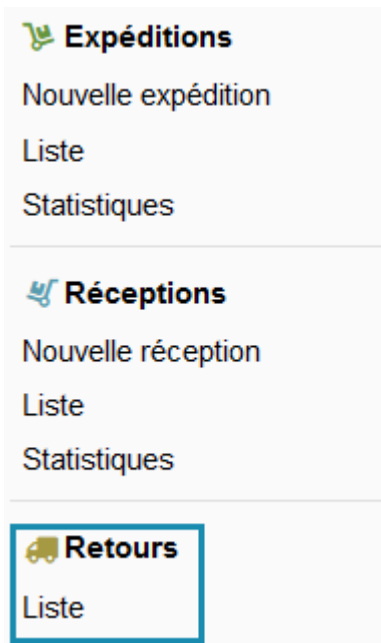 Expéditions
Nouvelle expédition
Liste
Statistiques
Réceptions
Nouvelle réception
Liste
Statistiques
Retours
Liste